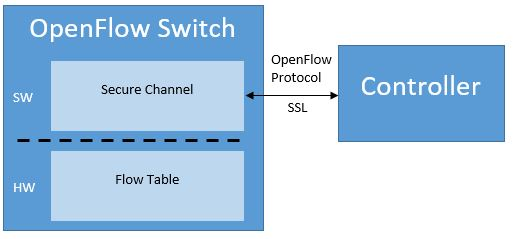 OpenFlow Switch
SW
Secure Channel
HW
Flow Table
OpenFlow
Protocol
SSL
Controller